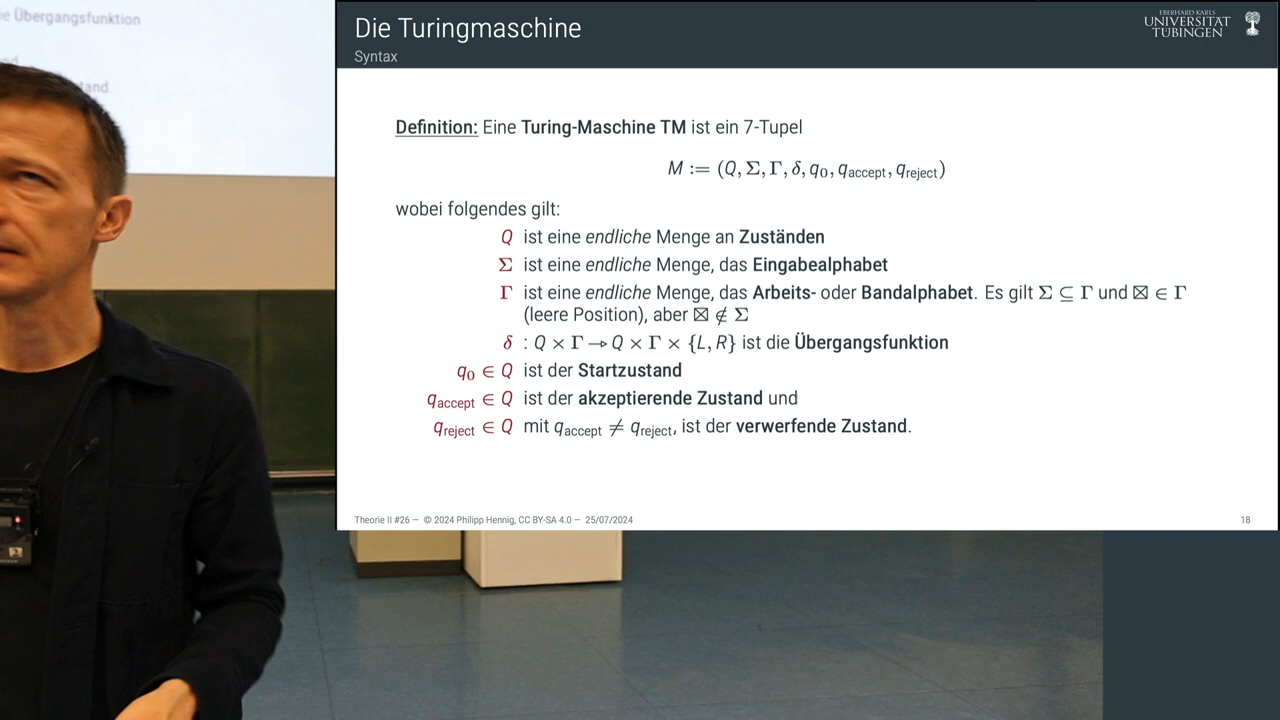 ie Übergangsfunktion
tand.
Die Turingmaschine
Syntax
EBERHARD KARLS
UNIVERSITÄT
TÜBINGEN
Definition: Eine Turing-Maschine TM ist ein 7-Tupel
M := (Q, Σ, Γ, δ, q₀, q_accept, q_reject)
wobei folgendes gilt:
Q ist eine endliche Menge an Zuständen
Σ ist eine endliche Menge, das Eingabealphabet
Γ ist eine endliche Menge, das Arbeits- oder Bandalphabet. Es gilt Σ ⊆ Γ und ☒ ∈ Γ
(leere Position), aber ☒ ∉ Σ
δ : Q × Γ ⇾ Q × Γ × {L, R} ist die Übergangsfunktion
q₀ ∈ Q ist der Startzustand
q_accept ∈ Q ist der akzeptierende Zustand und
q_reject ∈ Q mit q_accept ≠ q_reject, ist der verwerfende Zustand.
Theorie II #26 — © 2024 Philipp Hennig, CC BY-SA 4.0 — 25/07/2024
18